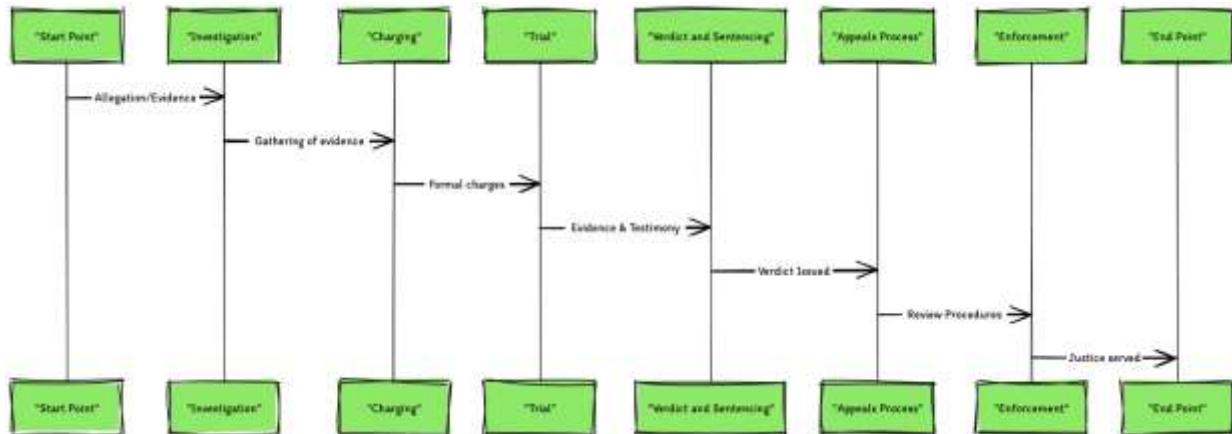 "Start Point" "Investigation" "Charging" "Trial" "Verdict and Sentencing" "Appeals Process" "Enforcement" "End Point"
Allegation/Evidence
Gathering of evidence
Formal charges
Evidence & Testimony
Verdict Issued
Review Procedures
Justice served
"Start Point" "Investigation" "Charging" "Trial" "Verdict and Sentencing" "Appeals Process" "Enforcement" "End Point"